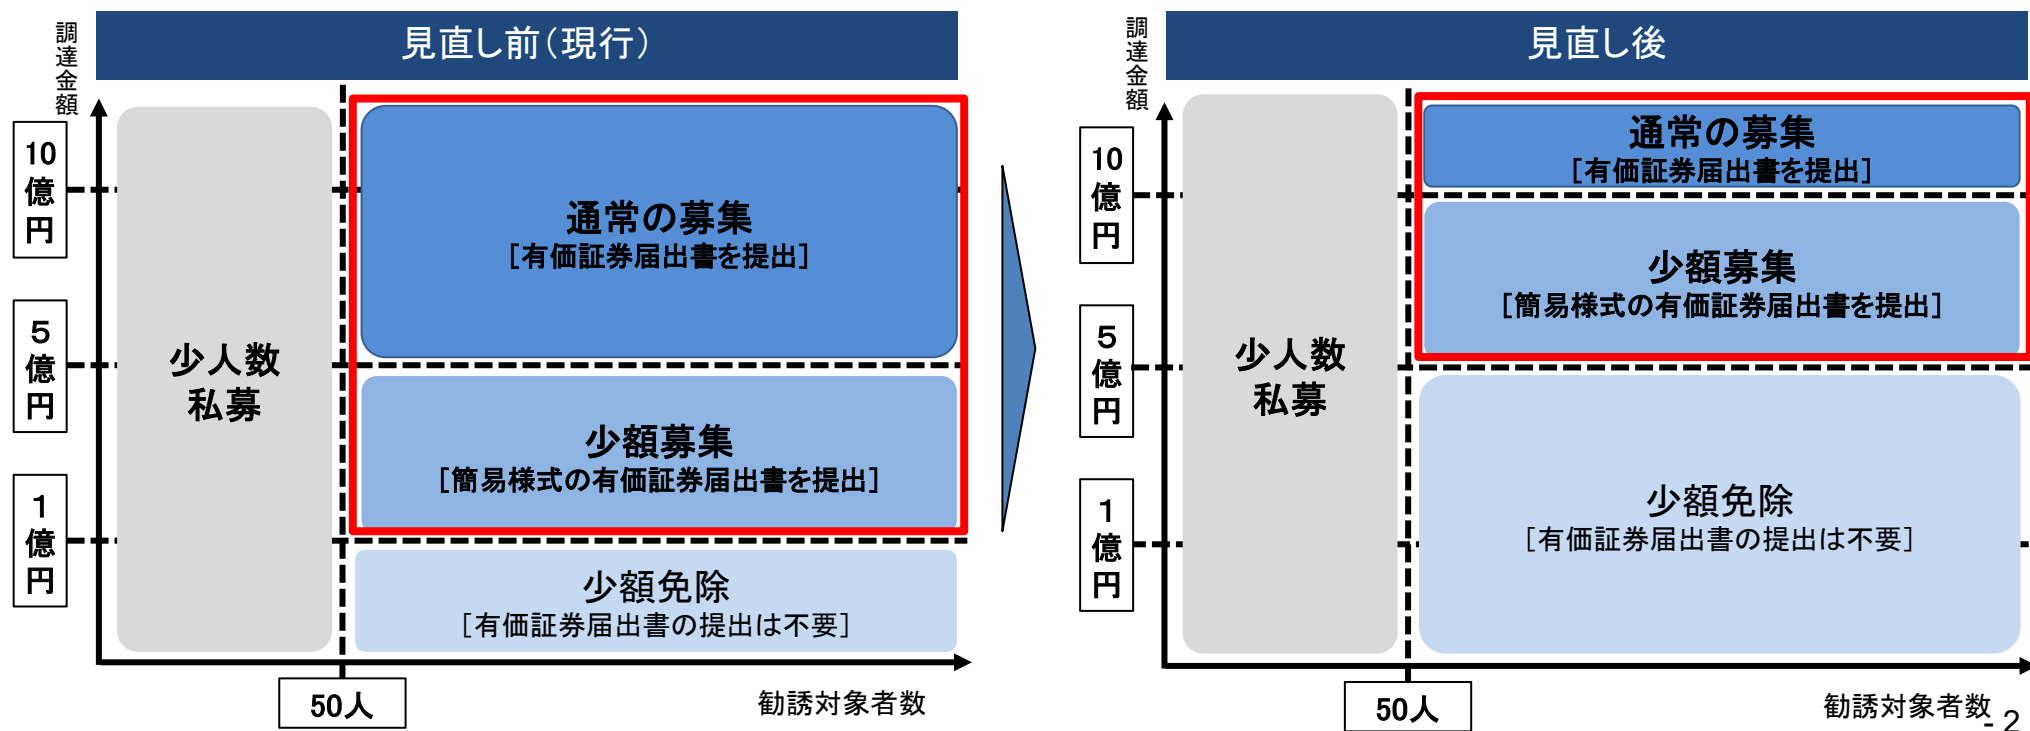 見直し前（現行）
調達金額
10億円
5億円
1億円
少人数
私募
通常の募集
［有価証券届出書を提出］
少額募集
［簡易様式の有価証券届出書を提出］
少額免除
［有価証券届出書の提出は不要］
50人
勧誘対象者数
見直し後
調達金額
10億円
5億円
1億円
少人数
私募
通常の募集
［有価証券届出書を提出］
少額募集
［簡易様式の有価証券届出書を提出］
少額免除
［有価証券届出書の提出は不要］
50人
勧誘対象者数
- 2